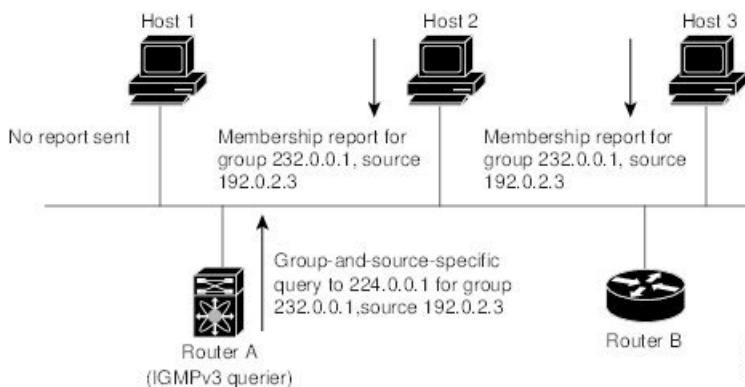 Host 1
Host 2
Host 3
No report sent
Membership report for
group 232.0.0.1, source
192.0.2.3
Membership report for
group 232.0.0.1, source
192.0.2.3
Group-and-source-specific
query to 224.0.0.1 for group
232.0.0.1,source 192.0.2.3
Router A
(IGMPv3 querier)
Router B